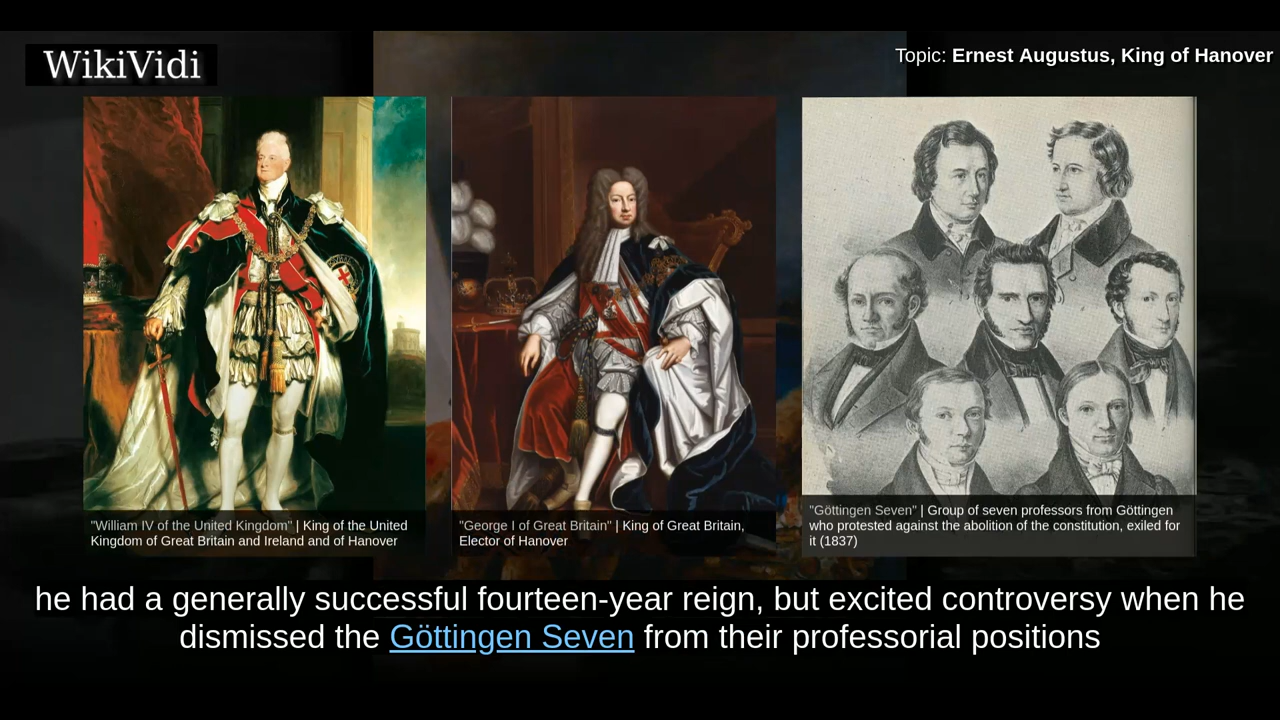 WikiVidi
Topic: Ernest Augustus, King of Hanover
"William IV of the United Kingdom" | King of the United
Kingdom of Great Britain and Ireland and of Hanover
"George I of Great Britain" | King of Great Britain,
Elector of Hanover
"Göttingen Seven" | Group of seven professors from Göttingen
who protested against the abolition of the constitution, exiled for
it (1837)
he had a generally successful fourteen-year reign, but excited controversy when he
dismissed the Göttingen Seven from their professorial positions